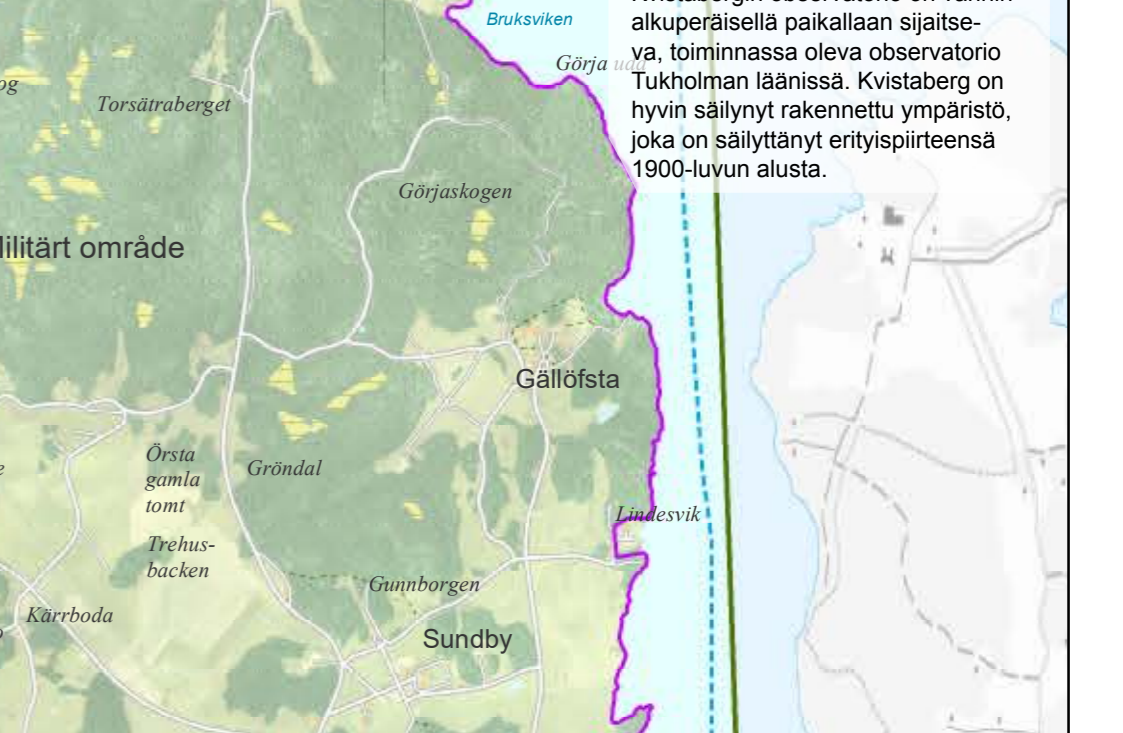 Bruksviken
Görja udd
alkuperäisellä paikallaan sijaitse-
va, toiminnassa oleva observatorio
Tukholman läänissä. Kvistaberg on
hyvin säilynyt rakennettu ympäristö,
joka on säilyttänyt erityispiirteensä
1900-luvun alusta.
og
Torsätraberget
Görjaskogen
ilitärt område
Gällöfsta
Örsta
gamla
tomt
Gröndal
Lindesvik
Trehus-
backen
Gunnborgen
Kärrboda
Sundby